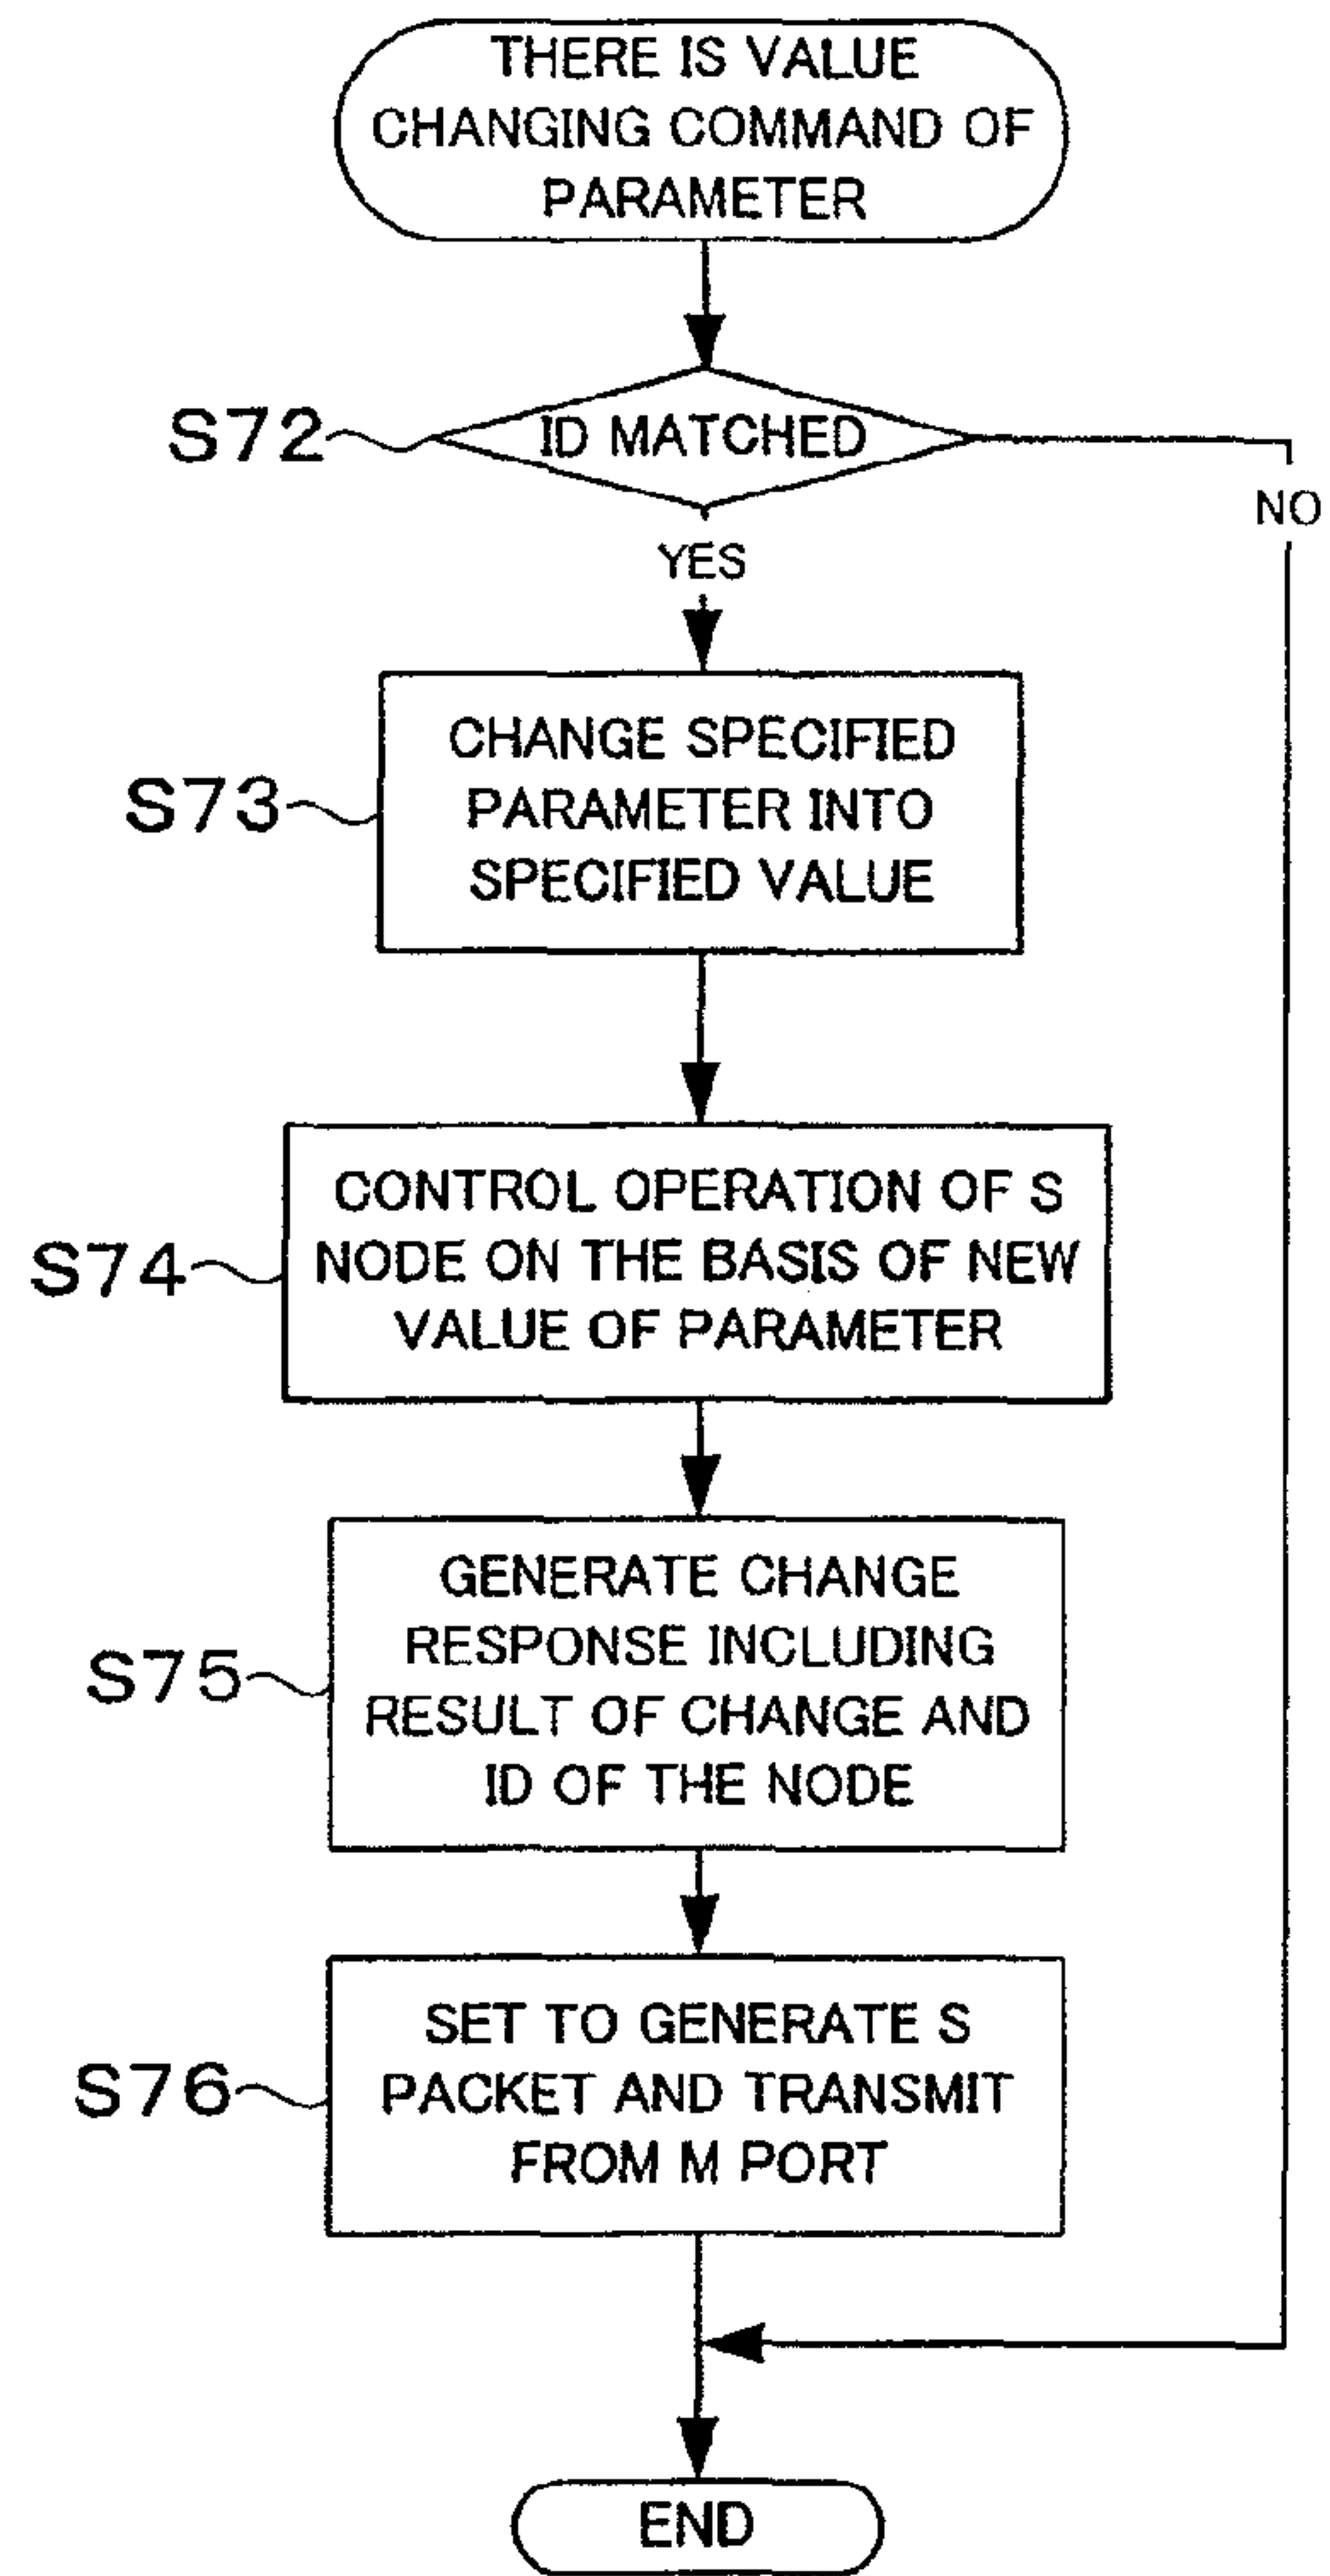 THERE IS VALUE
CHANGING COMMAND OF
PARAMETER
S72
ID MATCHED
NO
YES
S73
CHANGE SPECIFIED
PARAMETER INTO
SPECIFIED VALUE
S74
CONTROL OPERATION OF S
NODE ON THE BASIS OF NEW
VALUE OF PARAMETER
S75
GENERATE CHANGE
RESPONSE INCLUDING
RESULT OF CHANGE AND
ID OF THE NODE
S76
SET TO GENERATE S
PACKET AND TRANSMIT
FROM M PORT
END